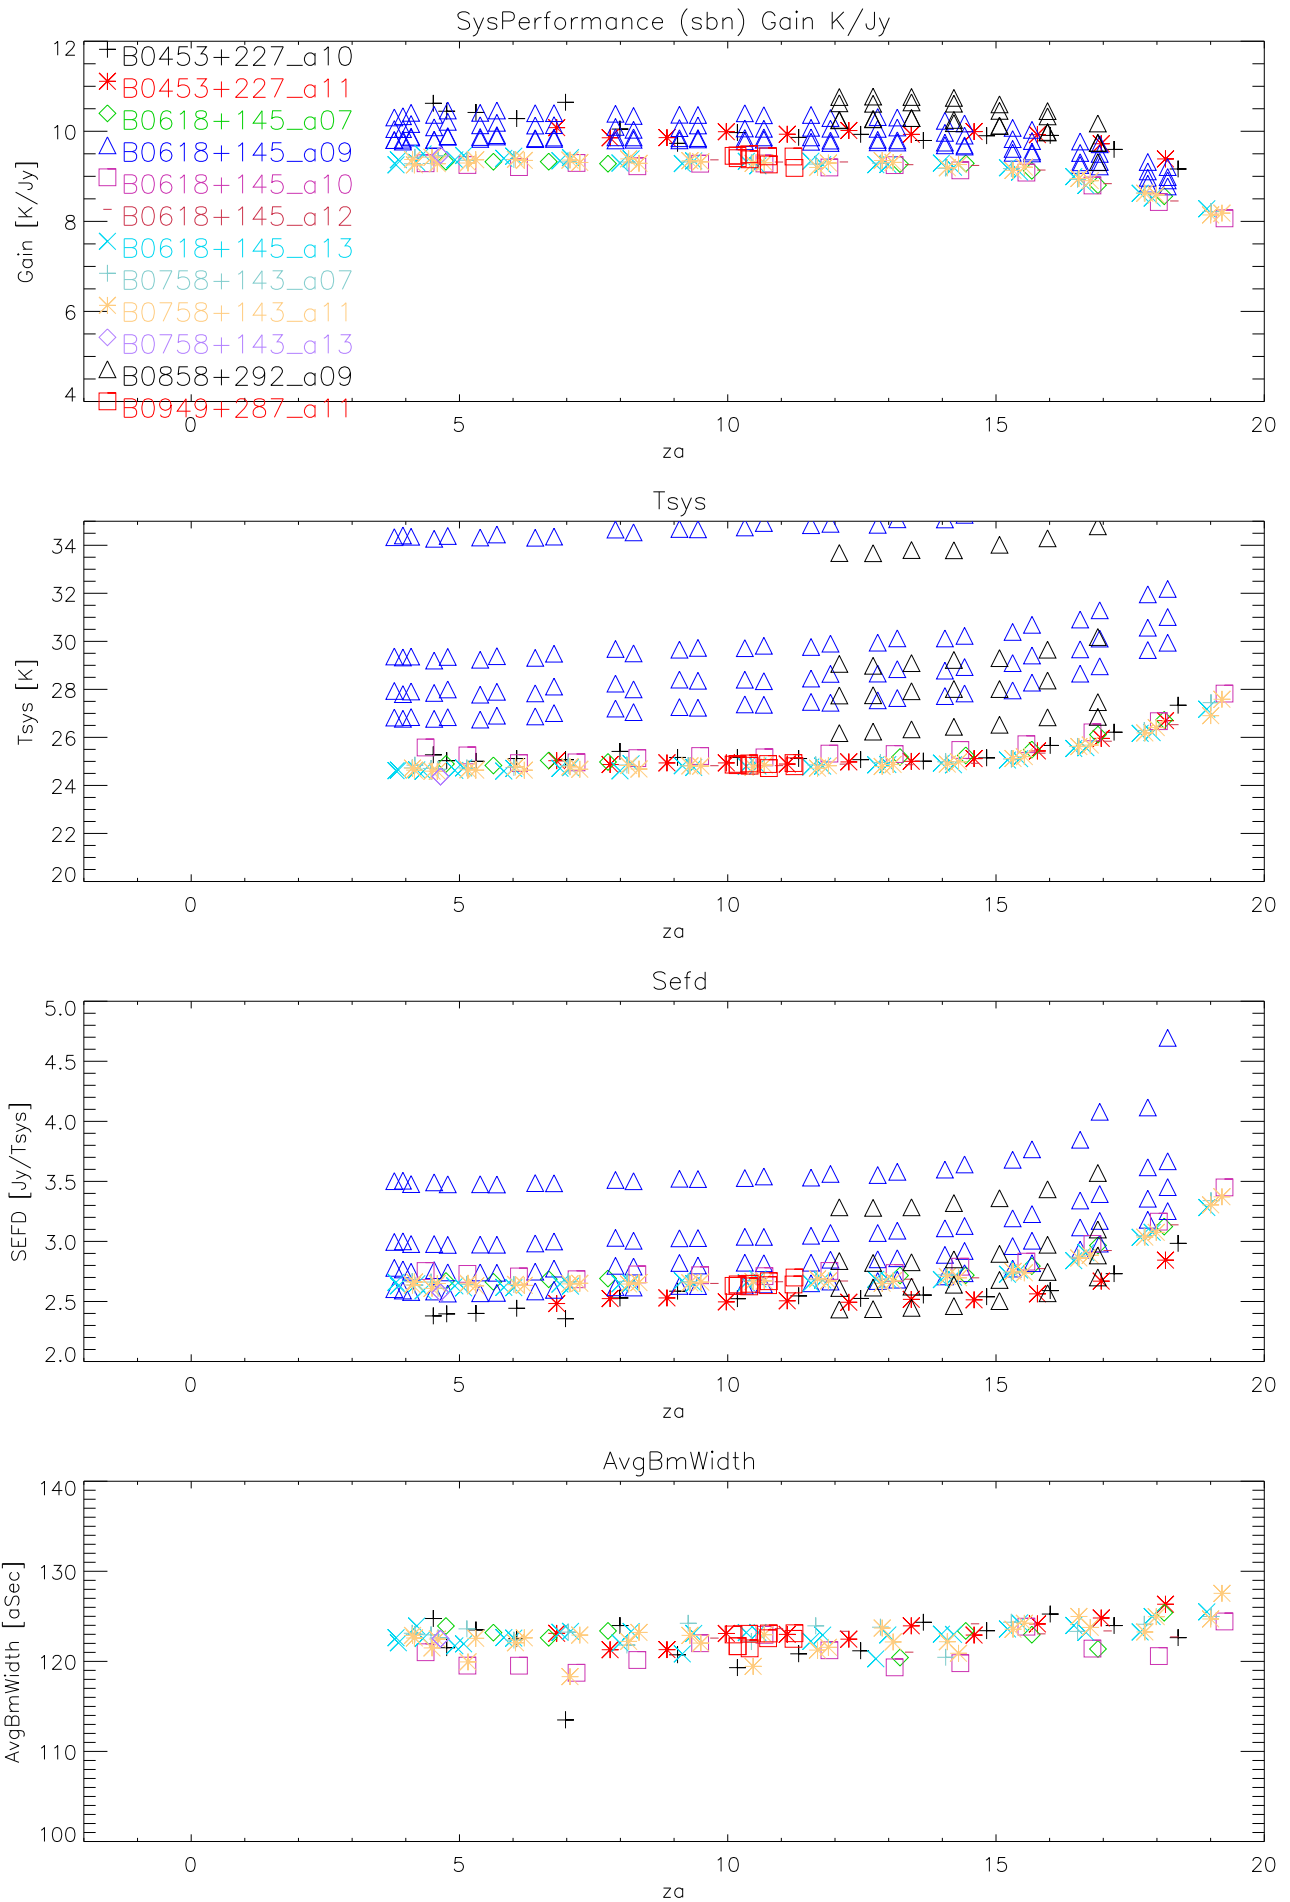 SysPerformance (sbn) Gain K/Jy
12
10
8
6
4
Gain [K/Jy]
B0453+227_a10
B0453+227_a11
B0618+145_a07
B0618+145_a09
B0618+145_a10
B0618+145_a12
B0618+145_a13
B0758+143_a07
B0758+143_a11
B0758+143_a13
B0858+292_a09
B0949+287_a11
0 5 10 15 20
za
Tsys
34
32
30
28
26
24
22
20
Tsys [K]
0 5 10 15 20
za
Sefd
5.0
4.5
4.0
3.5
3.0
2.5
2.0
SEFD [Jy/Tsys]
0 5 10 15 20
za
AvgBmWidth
140
130
120
110
100
AvgBmWidth [aSec]
0 5 10 15 20
za